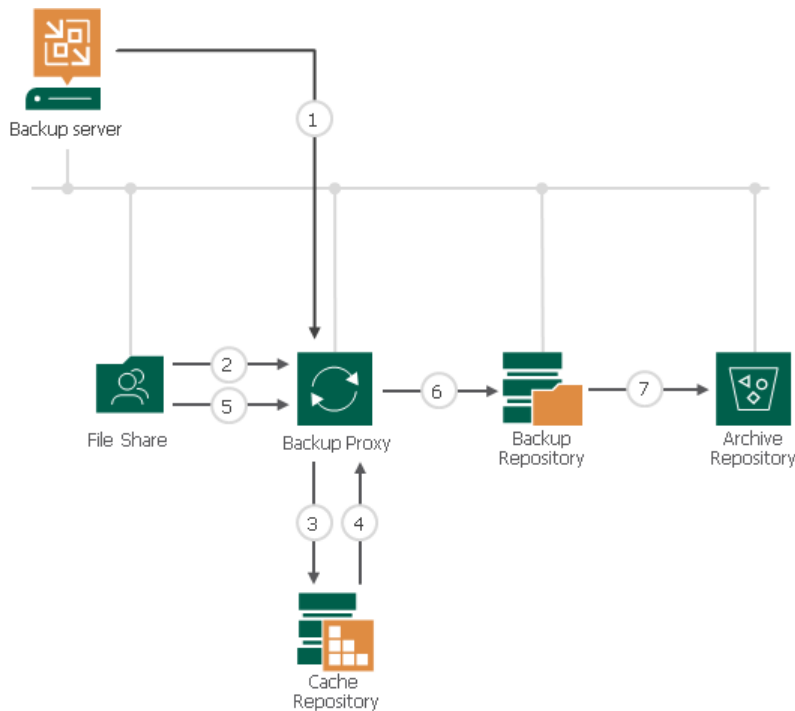 Backup server
1
2
5
6
7
File Share
Backup Proxy
Backup
Repository
Archive
Repository
3
4
Cache
Repository